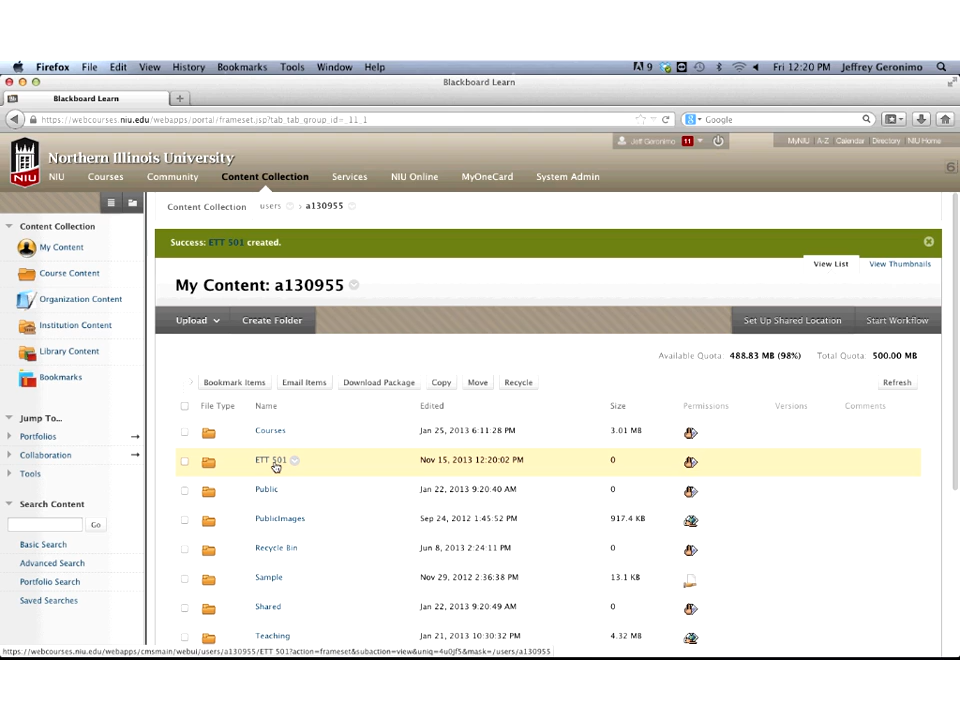 Firefox File Edit View History Bookmarks Tools Window Help 9 Fri 12:20 PM Jeffrey Geronimo
Blackboard Learn
Blackboard Learn
https://webcourses.niu.edu/webapps/portal/frameset.jsp?tab_tab_group_id=_11_1 Google
Jeff Geronimo 11 MyNIU A-Z Calendar Directory NIU Home
Northern Illinois University
NIU
NIU Courses Community Content Collection Services NIU Online MyOneCard System Admin
Content Collection users > a130955
Content Collection
My Content
Course Content
Organization Content
Institution Content
Library Content
Bookmarks
Jump To...
Portfolios
Collaboration
Tools
Search Content
Go
Basic Search
Advanced Search
Portfolio Search
Saved Searches
Success: ETT 501 created.
View List View Thumbnails
My Content: a130955
Upload Create Folder Set Up Shared Location Start Workflow
Available Quota: 488.83 MB (98%) Total Quota: 500.00 MB
Bookmark Items Email Items Download Package Copy Move Recycle Refresh
File Type Name Edited Size Permissions Versions Comments
Courses Jan 25, 2013 6:11:28 PM 3.01 MB
ETT 501 Nov 15, 2013 12:20:02 PM 0
Public Jan 22, 2013 9:20:40 AM 0
PublicImages Sep 24, 2012 1:45:52 PM 917.4 KB
Recycle Bin Jun 8, 2013 2:24:11 PM 0
Sample Nov 29, 2012 2:36:38 PM 13.1 KB
Shared Jan 22, 2013 9:20:49 AM 0
Teaching Jan 21, 2013 10:30:32 PM 4.32 MB
https://webcourses.niu.edu/webapps/cmsmain/webui/users/a130955/ETT 501?action=frameset&subaction=view&uniq=4u0jf5&mask=/users/a130955